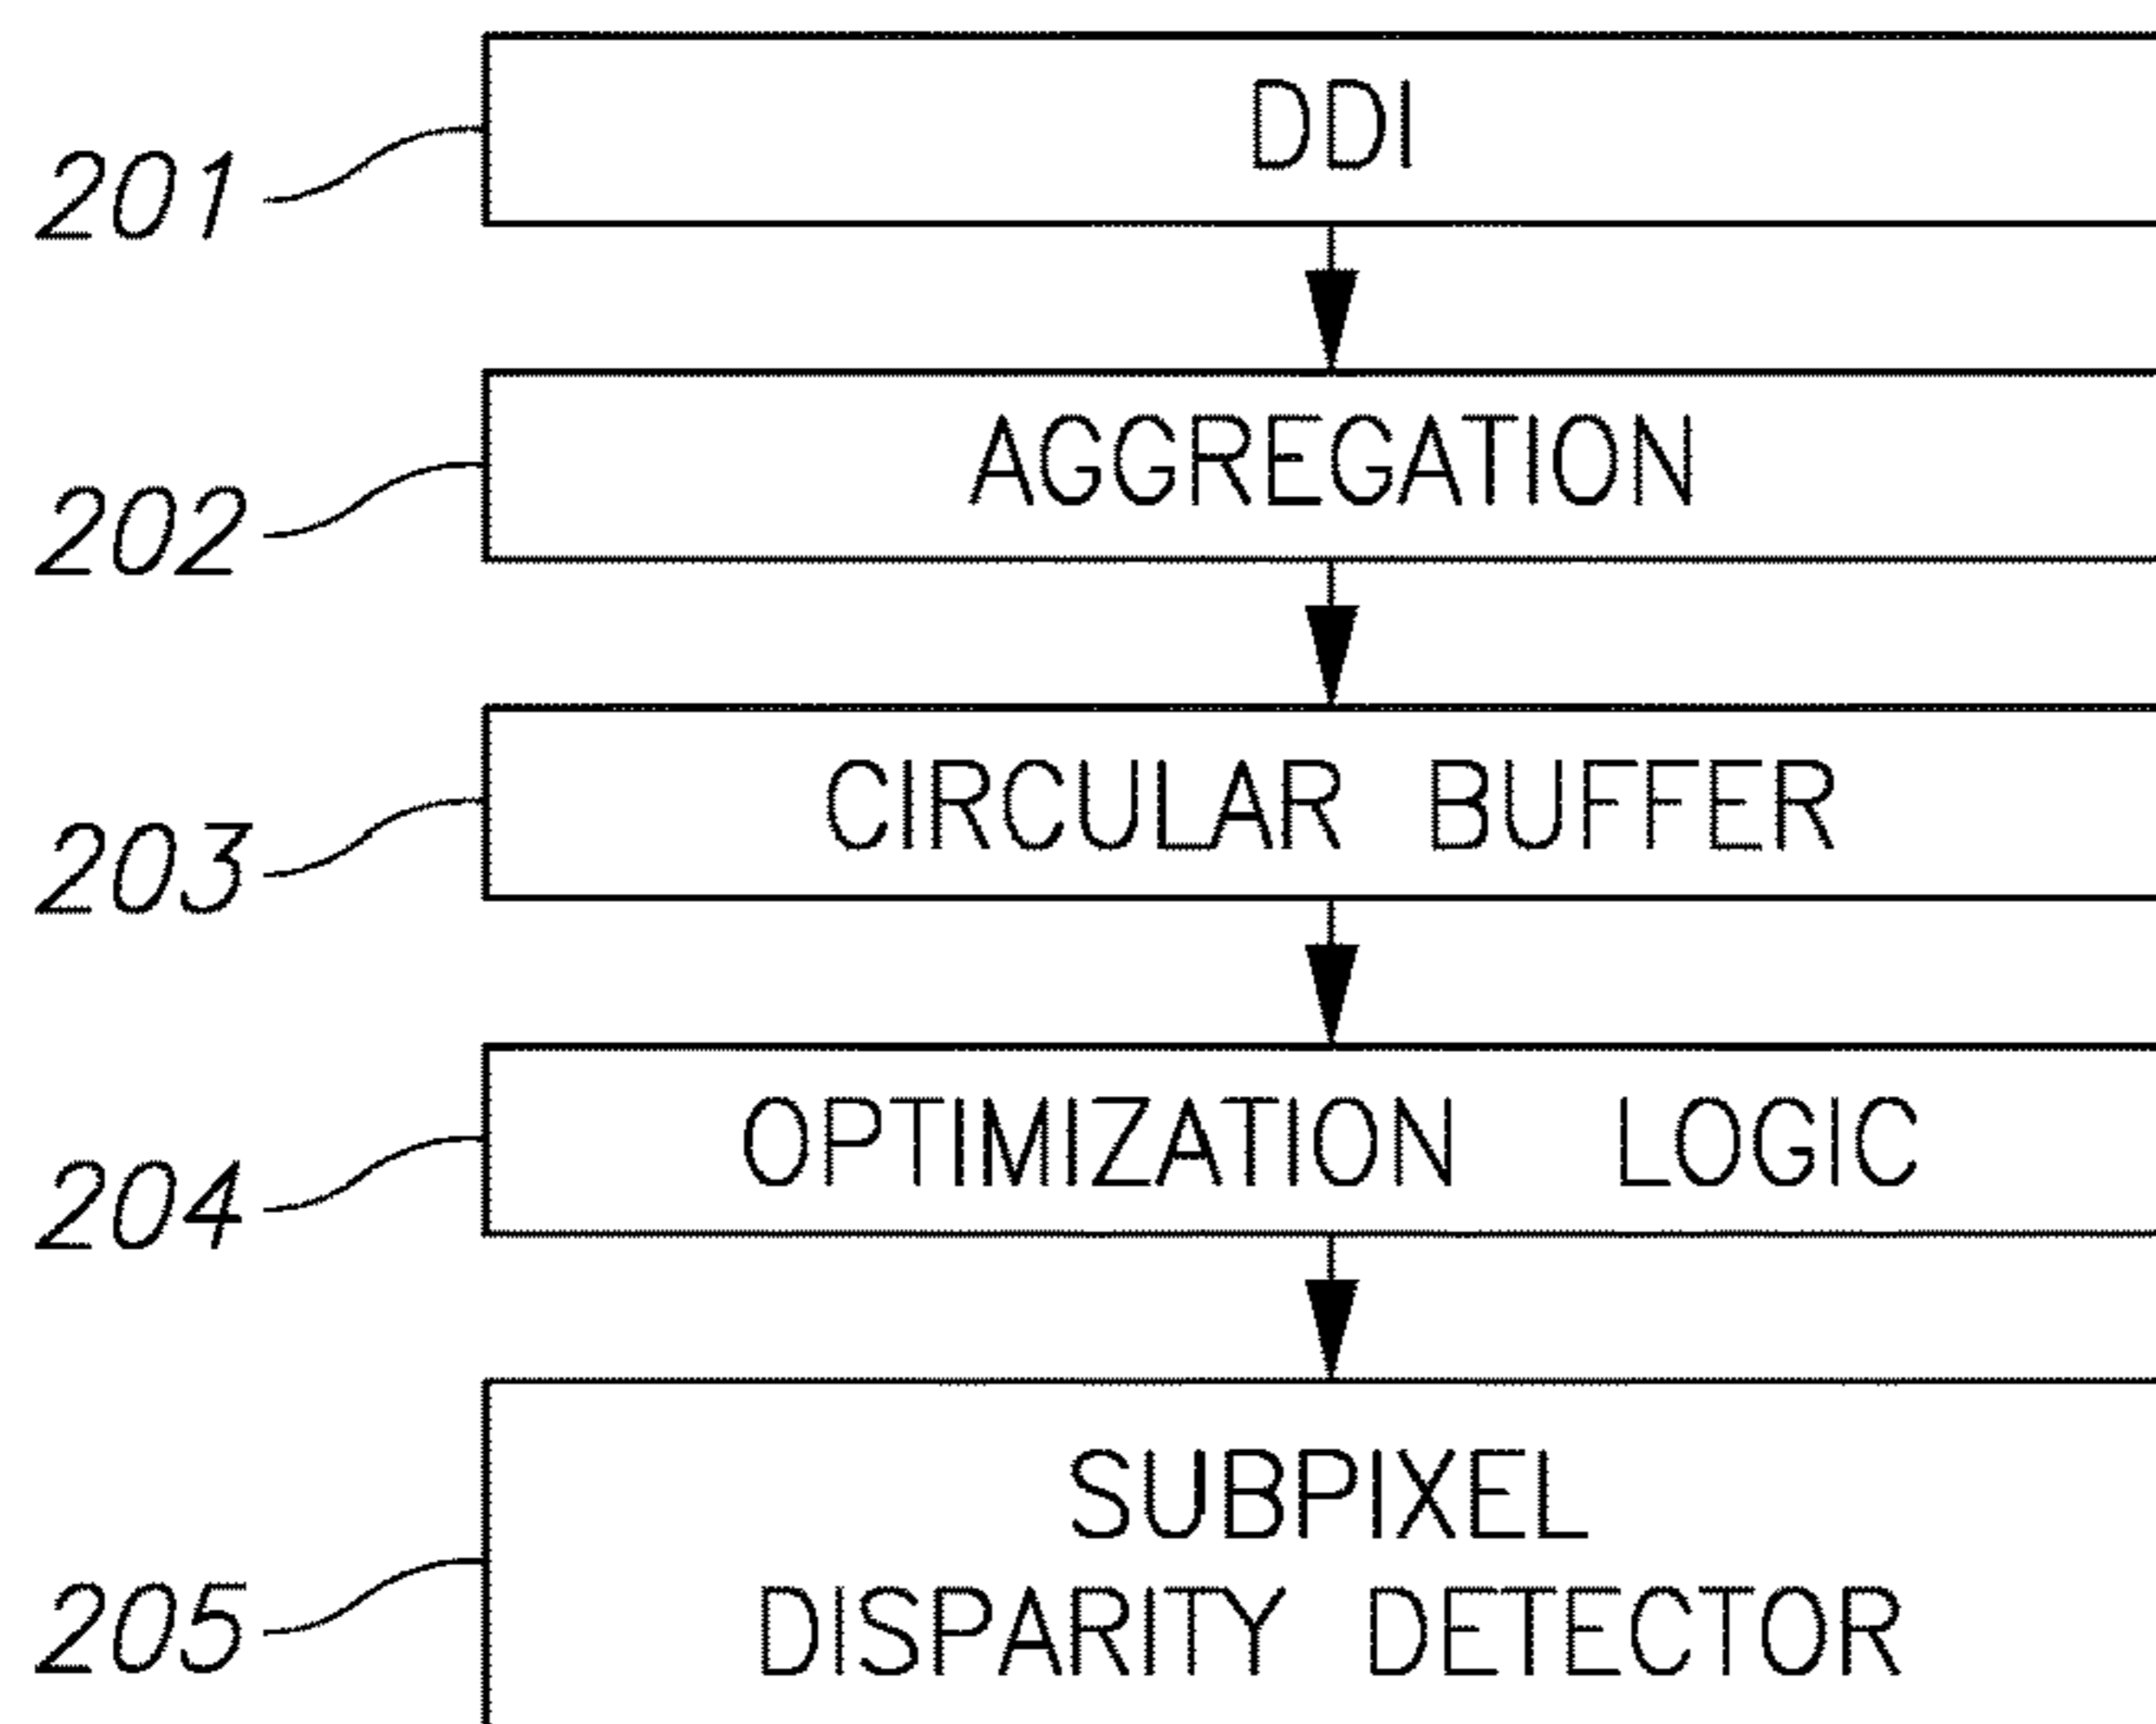 201
DDI
202
AGGREGATION
203
CIRCULAR BUFFER
204
OPTIMIZATION LOGIC
205
SUBPIXEL
DISPARITY DETECTOR